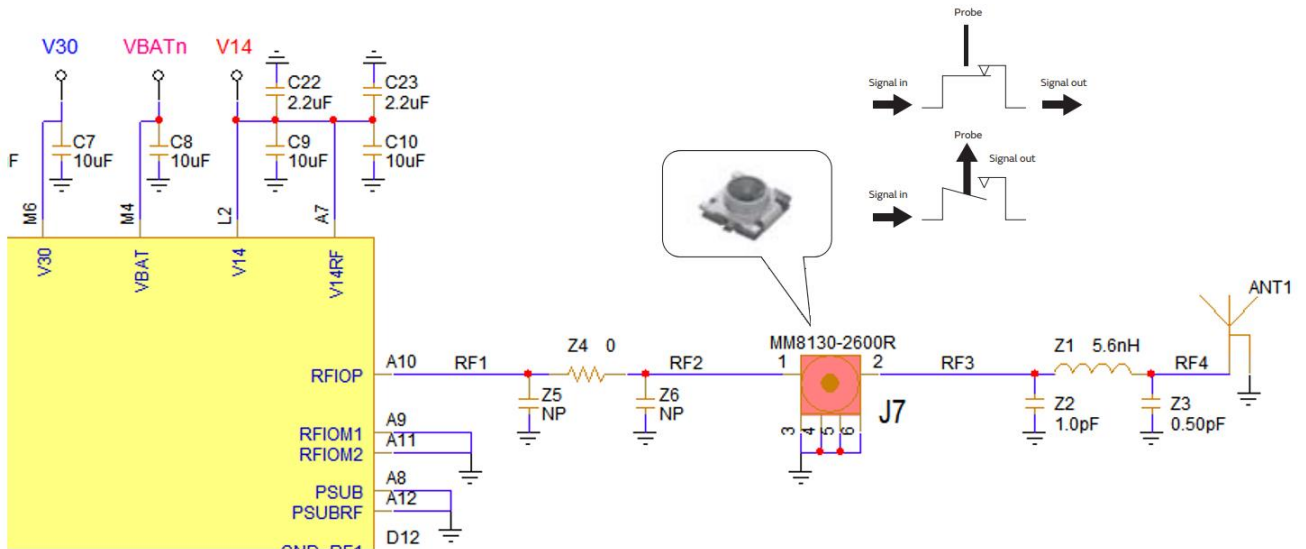 V30
VBATn
V14
C22
2.2uF
C23
2.2uF
C7
10uF
C8
10uF
C9
10uF
C10
10uF
F
M6
M4
L2
A7
V30
VBAT
V14
V14RF
RFIOP
A10
RF1
Z4 0
RF2
Z5
NP
Z6
NP
RFIOM1
A9
RFIOM2
A11
PSUB
A8
PSUBRF
A12
D12
GND_RF1
MM8130-2600R
1
2
J7
3
4
5
6
RF3
Z1 5.6nH
RF4
Z2
1.0pF
Z3
0.50pF
ANT1
Probe
Signal in
Signal out
Probe
Signal out
Signal in